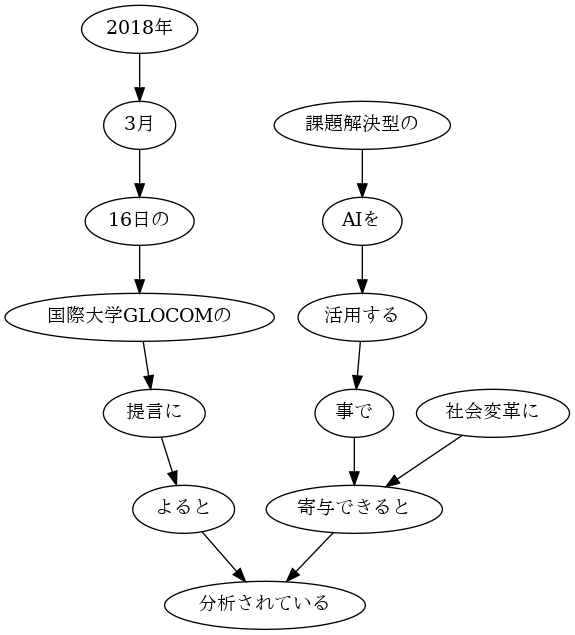 2018年
3月
課題解決型の
16日の
AIを
国際大学GLOCOMの
活用する
提言に
事で
社会変革に
よると
寄与できると
分析されている